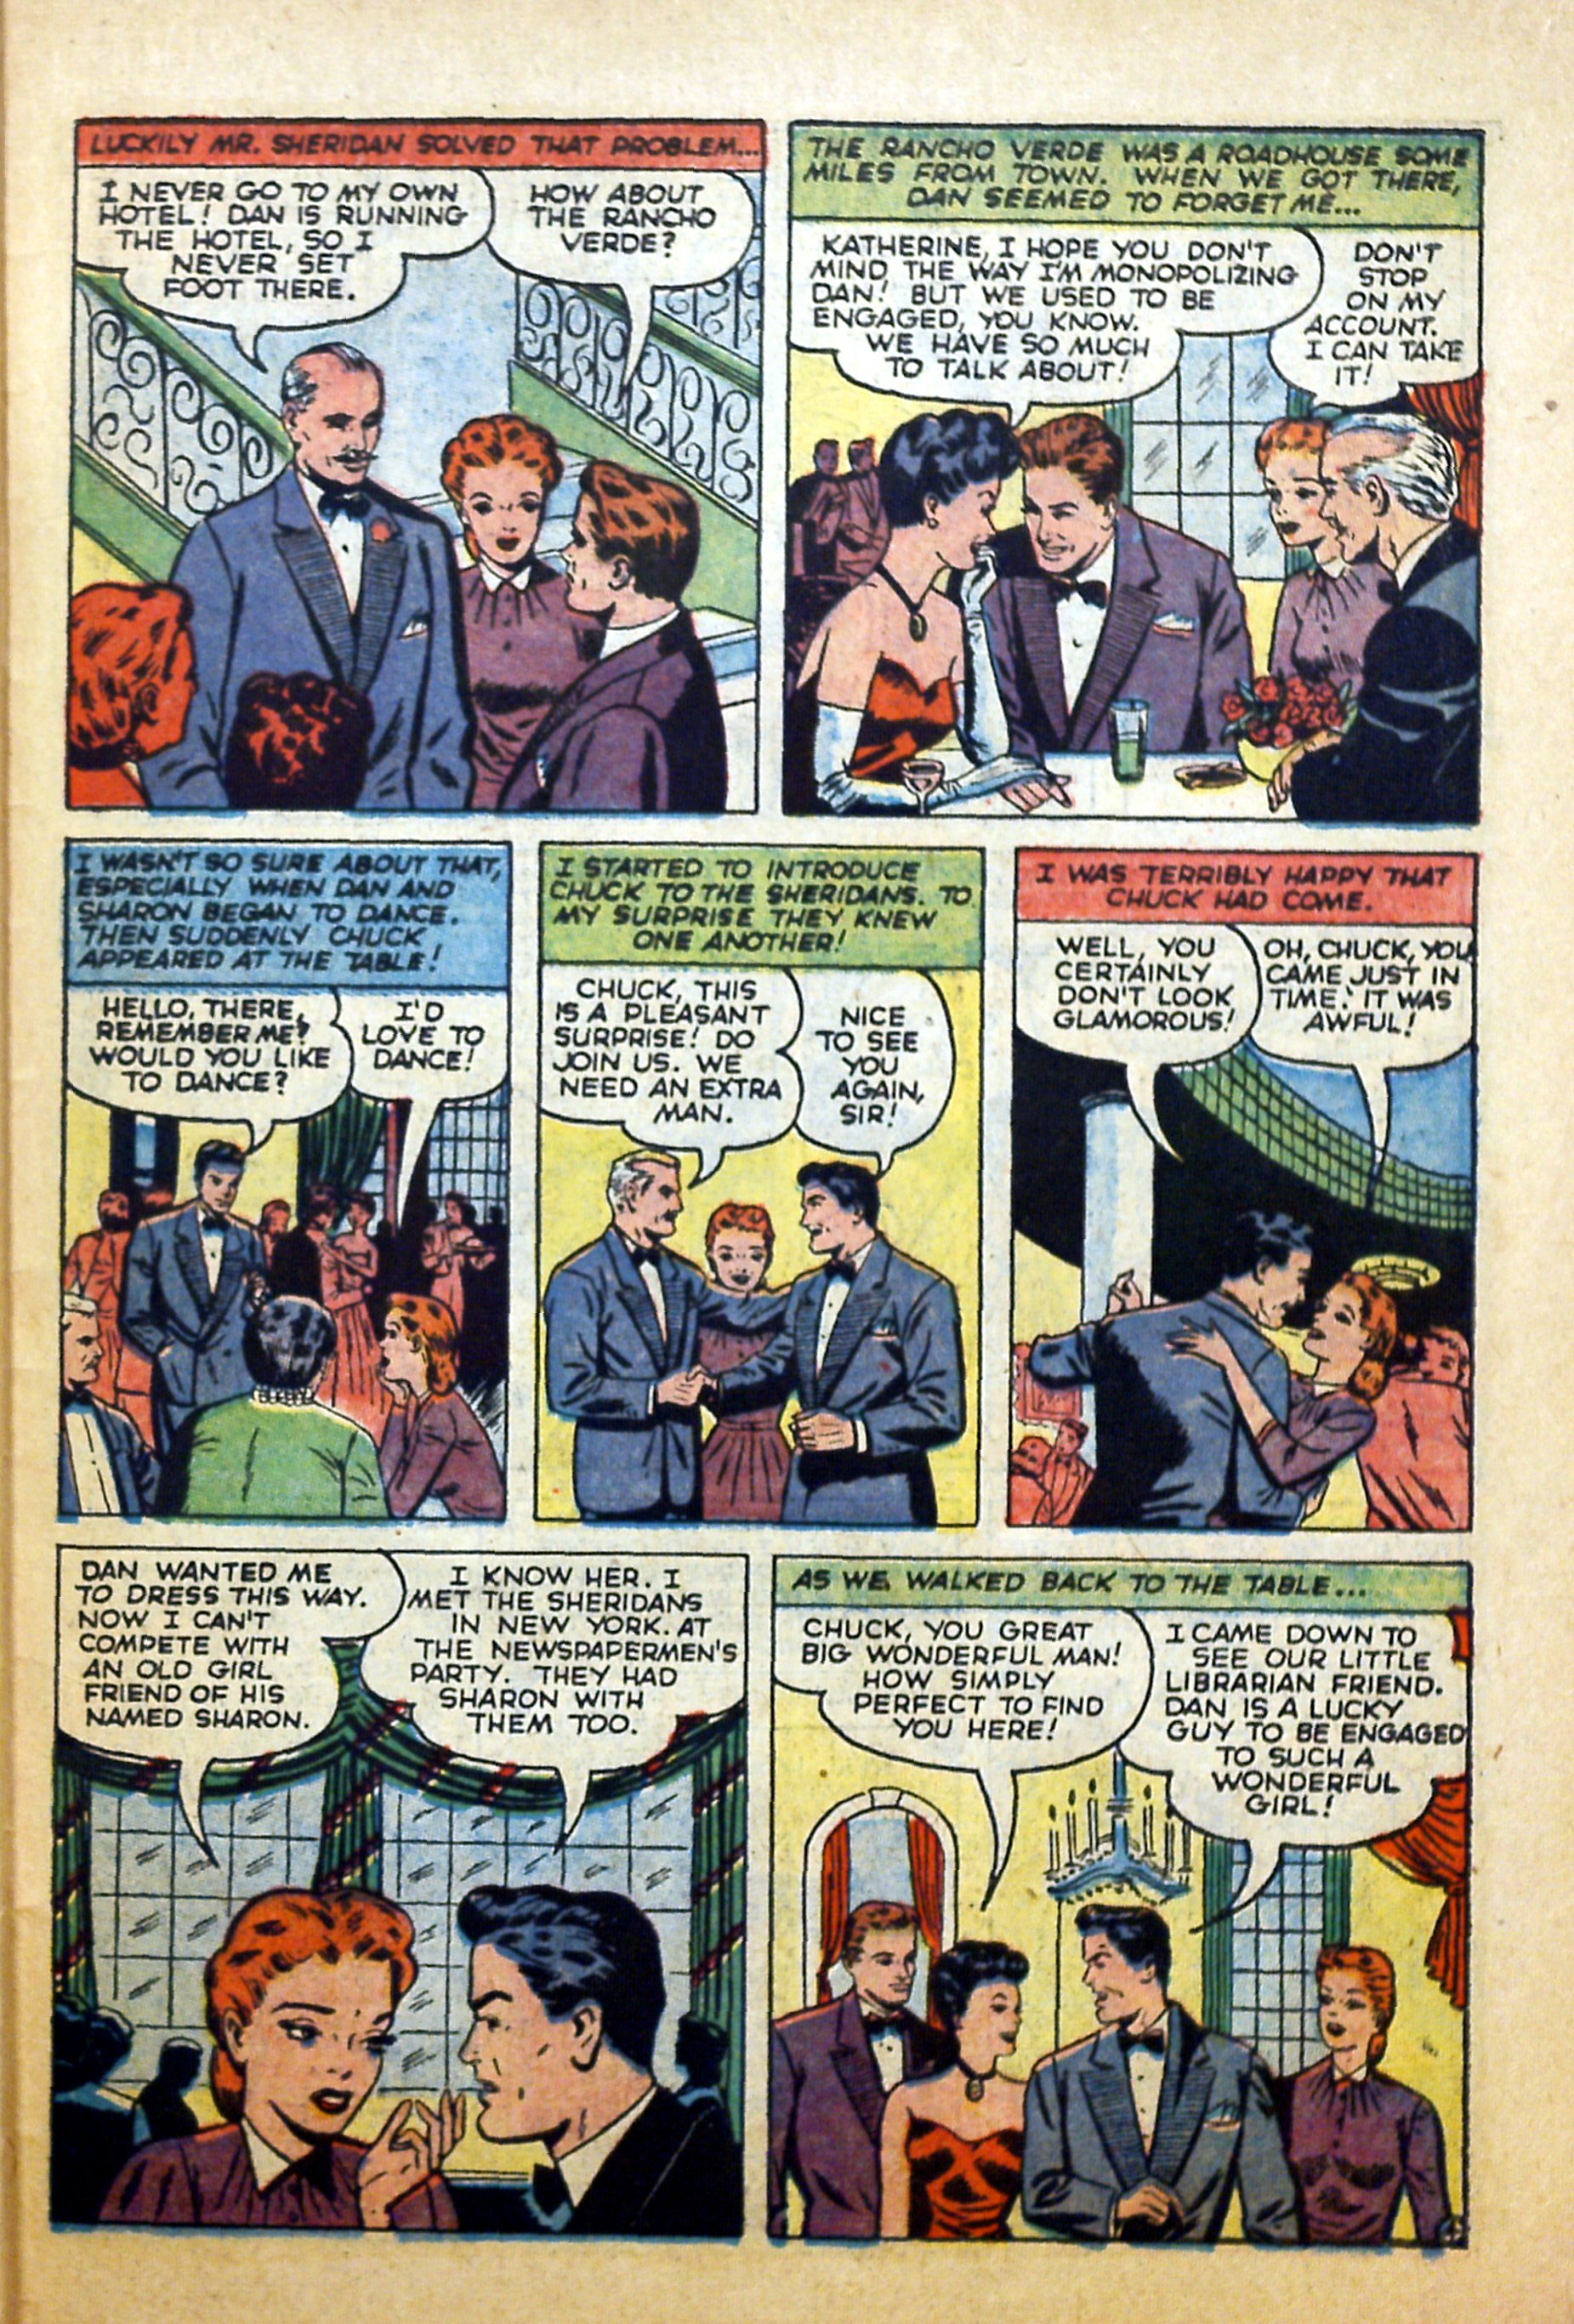 LUCKILY MR. SHERIDAN SOLVED THAT PROBLEM...
I NEVER GO TO MY OWN
HOTEL! DAN IS RUNNING
THE HOTEL, SO I
NEVER SET
FOOT THERE.
HOW ABOUT
THE RANCHO
VERDE?
THE RANCHO VERDE WAS A ROADHOUSE SOME
MILES FROM TOWN. WHEN WE GOT THERE,
DAN SEEMED TO FORGET ME...
KATHERINE, I HOPE YOU DON'T
MIND THE WAY I'M MONOPOLIZING
DAN! BUT WE USED TO BE
ENGAGED, YOU KNOW.
WE HAVE SO MUCH
TO TALK ABOUT!
DON'T
STOP
ON MY
ACCOUNT.
I CAN TAKE
IT!
I WASN'T SO SURE ABOUT THAT,
ESPECIALLY WHEN DAN AND
SHARON BEGAN TO DANCE.
THEN SUDDENLY CHUCK
APPEARED AT THE TABLE!
HELLO, THERE,
REMEMBER ME?
WOULD YOU LIKE
TO DANCE?
I'D
LOVE TO
DANCE!
I STARTED TO INTRODUCE
CHUCK TO THE SHERIDANS. TO
MY SURPRISE THEY KNEW
ONE ANOTHER!
CHUCK, THIS
IS A PLEASANT
SURPRISE! DO
JOIN US. WE
NEED AN EXTRA
MAN.
NICE
TO SEE
YOU
AGAIN,
SIR!
I WAS TERRIBLY HAPPY THAT
CHUCK HAD COME.
WELL, YOU
CERTAINLY
DON'T LOOK
GLAMOROUS!
OH, CHUCK, YOU
CAME JUST IN
TIME! IT WAS
AWFUL!
DAN WANTED ME
TO DRESS THIS WAY.
NOW I CAN'T
COMPETE WITH
AN OLD GIRL
FRIEND OF HIS
NAMED SHARON.
I KNOW HER. I
MET THE SHERIDANS
IN NEW YORK. AT
THE NEWSPAPERMEN'S
PARTY. THEY HAD
SHARON WITH
THEM TOO.
AS WE WALKED BACK TO THE TABLE...
CHUCK, YOU GREAT
BIG WONDERFUL MAN!
HOW SIMPLY
PERFECT TO FIND
YOU HERE!
I CAME DOWN TO
SEE OUR LITTLE
LIBRARIAN FRIEND.
DAN IS A LUCKY
GUY TO BE ENGAGED
TO SUCH A
WONDERFUL
GIRL!